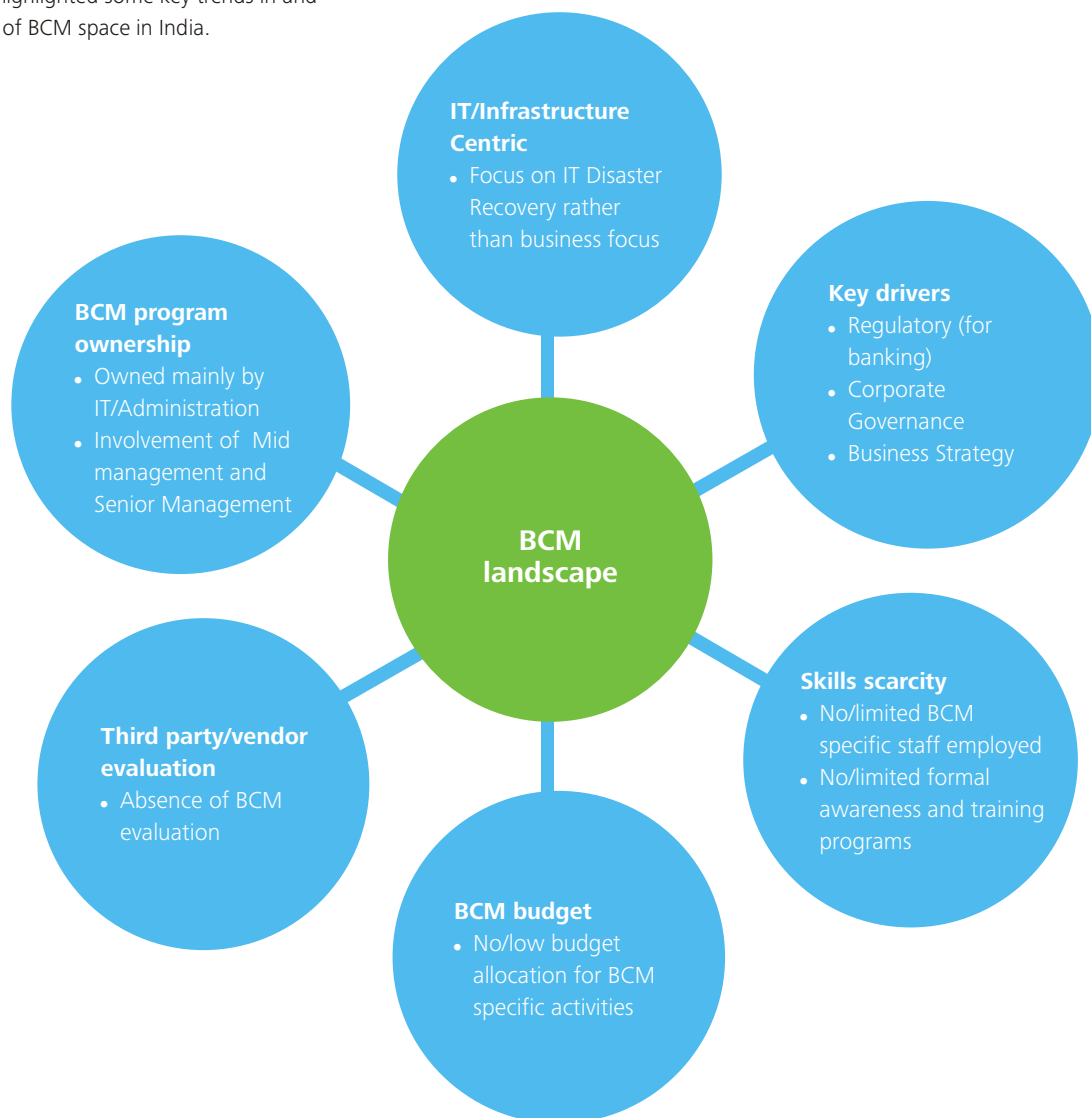 highlighted some key trends in and
of BCM space in India.
IT/Infrastructure
Centric
• Focus on IT Disaster
Recovery rather
than business focus
Key drivers
• Regulatory (for
banking)
• Corporate
Governance
• Business Strategy
BCM program
ownership
• Owned mainly by
IT/Administration
• Involvement of Mid
management and
Senior Management
BCM
landscape
Skills scarcity
• No/limited BCM
specific staff employed
• No/limited formal
awareness and training
programs
Third party/vendor
evaluation
• Absence of BCM
evaluation
BCM budget
• No/low budget
allocation for BCM
specific activities